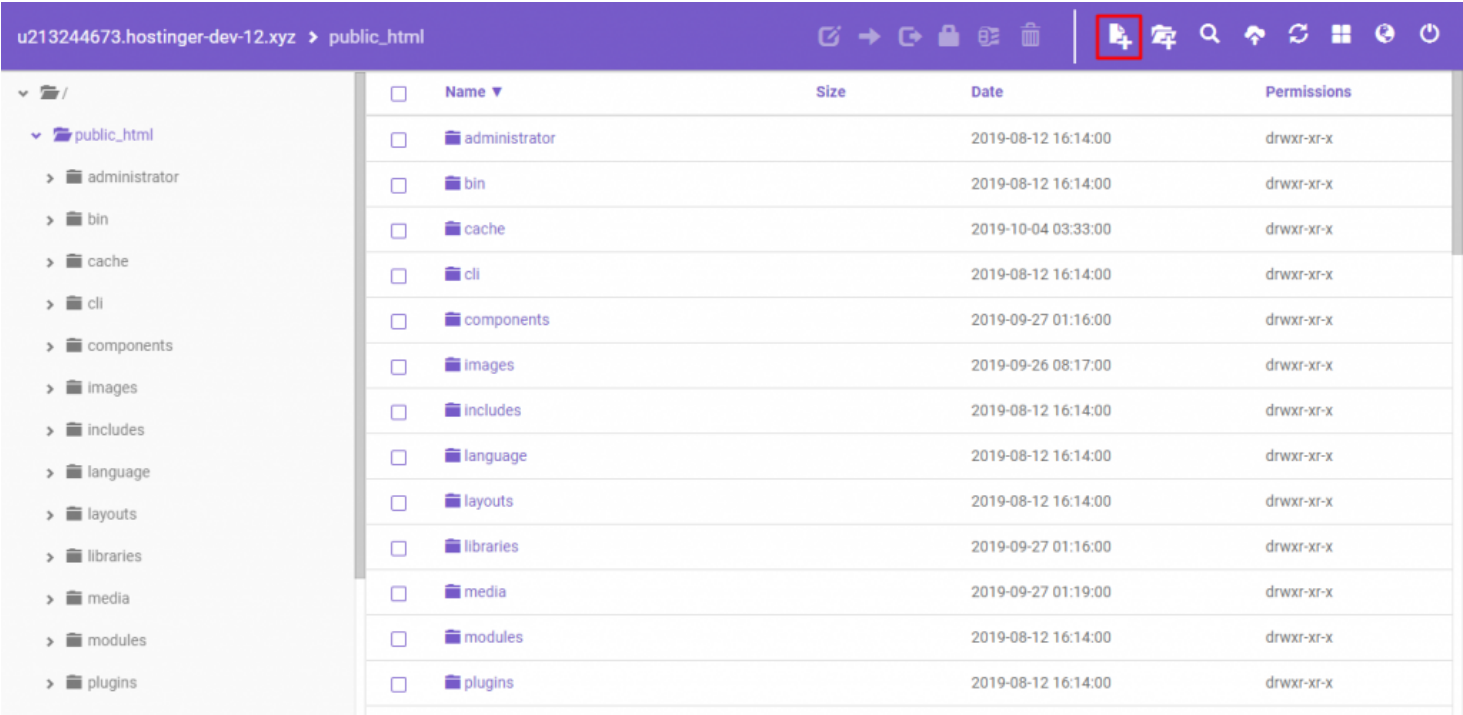 u213244673.hostinger-dev-12.xyz > public_html
/
public_html
administrator
bin
cache
cli
components
images
includes
language
layouts
libraries
media
modules
plugins
Name ▼ Size Date Permissions
administrator 2019-08-12 16:14:00 drwxr-xr-x
bin 2019-08-12 16:14:00 drwxr-xr-x
cache 2019-10-04 03:33:00 drwxr-xr-x
cli 2019-08-12 16:14:00 drwxr-xr-x
components 2019-09-27 01:16:00 drwxr-xr-x
images 2019-09-26 08:17:00 drwxr-xr-x
includes 2019-08-12 16:14:00 drwxr-xr-x
language 2019-08-12 16:14:00 drwxr-xr-x
layouts 2019-08-12 16:14:00 drwxr-xr-x
libraries 2019-09-27 01:16:00 drwxr-xr-x
media 2019-09-27 01:19:00 drwxr-xr-x
modules 2019-08-12 16:14:00 drwxr-xr-x
plugins 2019-08-12 16:14:00 drwxr-xr-x